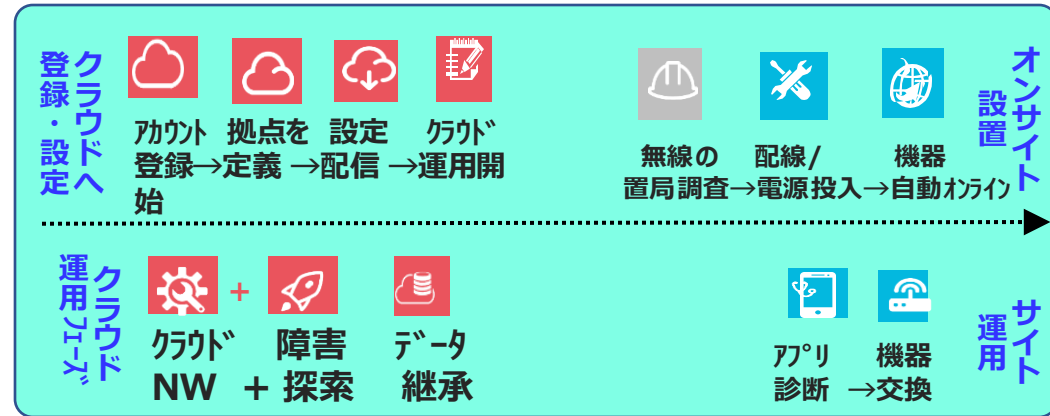 クラウドへ
登録・設定
ｱｶｳﾝﾄ 拠点を 設定 ｸﾗｳﾄﾞ
登録→定義 →配信 →運用開
始
無線の 配線/ 機器
置局調査→電源投入→自動ｵﾝﾗｲﾝ
オンサイト
設置
クラウド
運用ﾌｪｰｽﾞ
+
ｸﾗｳﾄﾞ 障害 ﾃﾞｰﾀ
NW + 探索 継承
ｱﾌﾟﾘ 機器
診断 →交換
サイト
運用